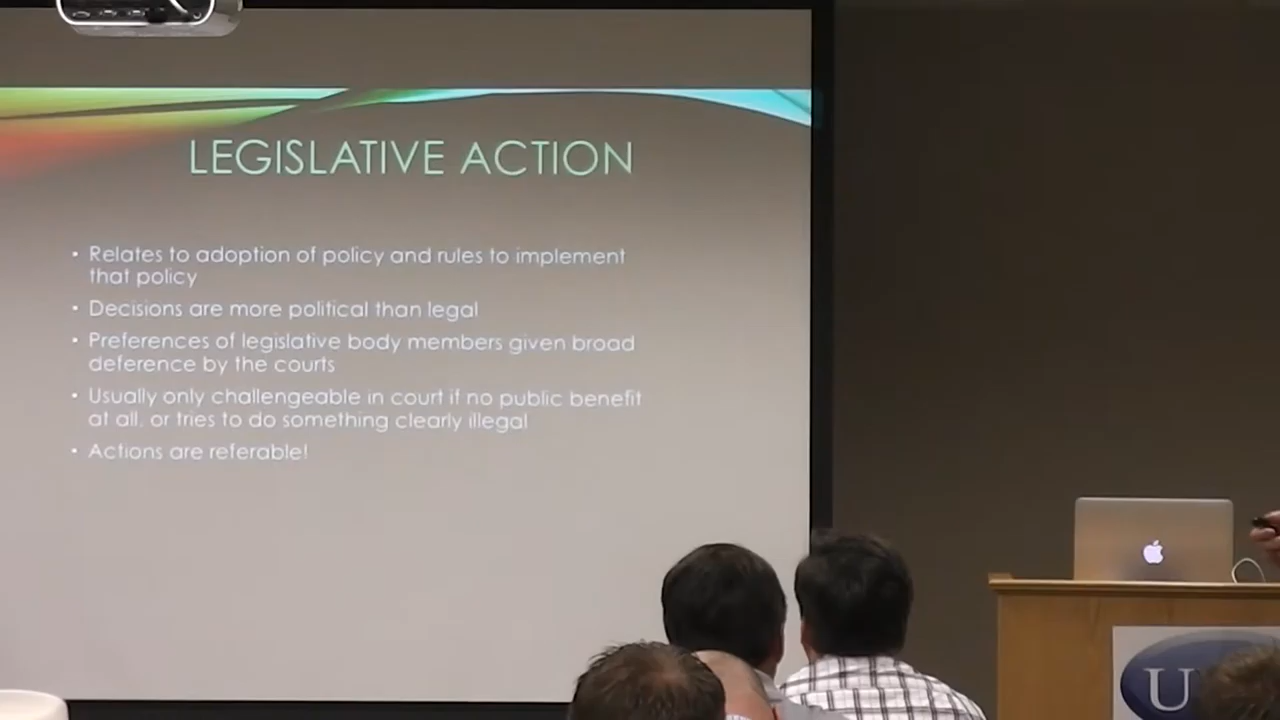 LEGISLATIVE ACTION
• Relates to adoption of policy and rules to implement
that policy
• Decisions are more political than legal
• Preferences of legislative body members given broad
deference by the courts
• Usually only challengeable in court if no public benefit
at all, or tries to do something clearly illegal
• Actions are referable!
U